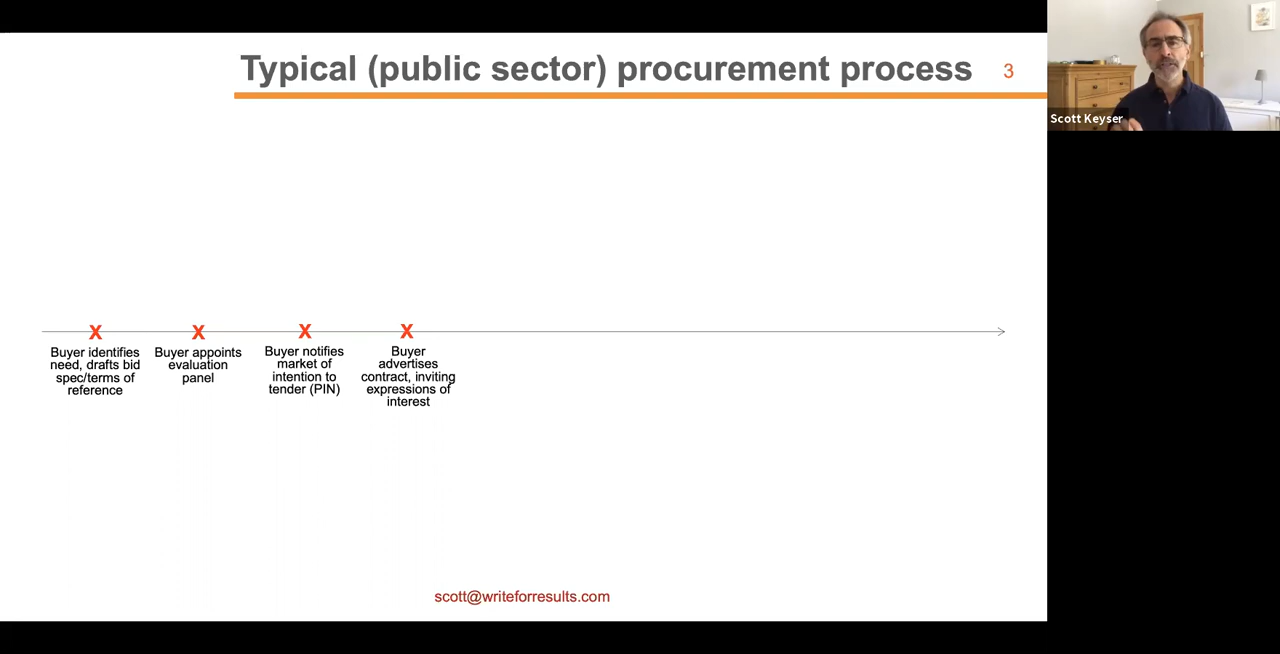 Typical (public sector) procurement process
3
Scott Keyser
X
X
X
X
Buyer identifies
need, drafts bid
spec/terms of
reference
Buyer appoints
evaluation
panel
Buyer notifies
market of
intention to
tender (PIN)
Buyer
advertises
contract, inviting
expressions of
interest
scott@writeforresults.com